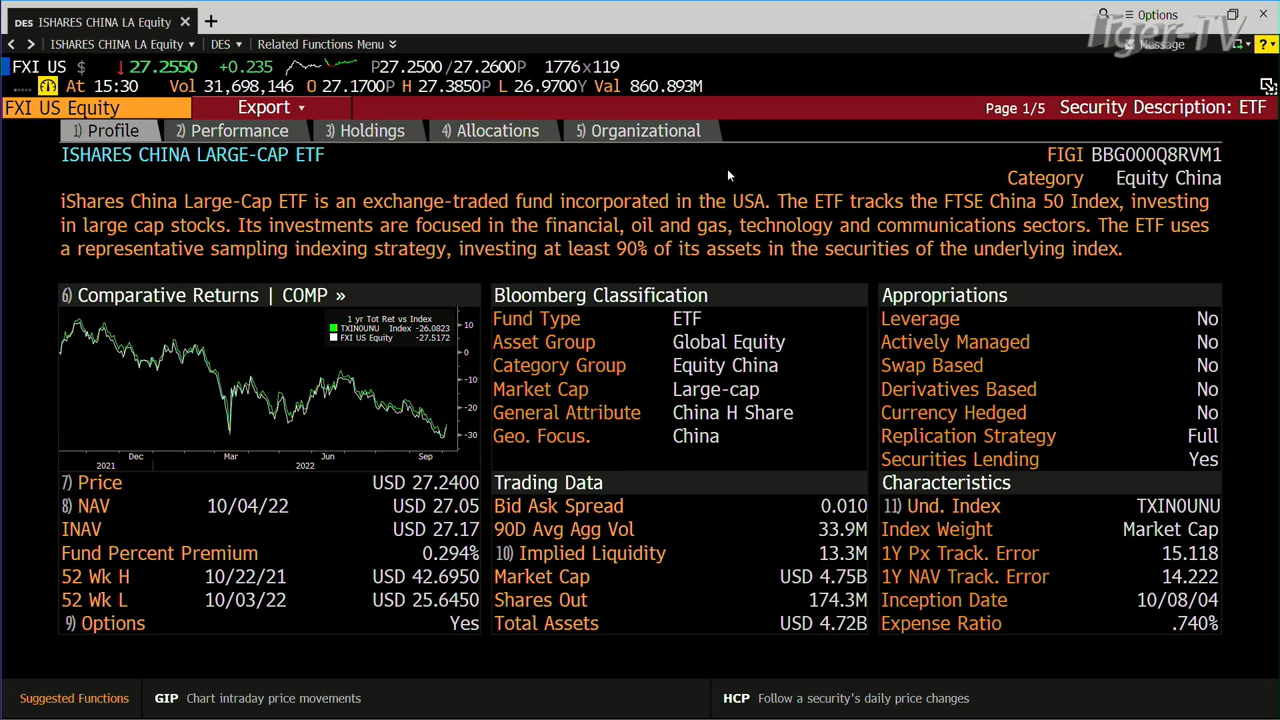 DES ISHARES CHINA LA Equity × +
Options
< > ISHARES CHINA LA Equity ▾ DES ▾ Related Functions Menu
Message ?
Tiger-TV
FXI US $ ↓27.2550 +0.235 P27.2500/27.2600P 1776×119
At 15:30 Vol 31,698,146 O 27.1700P H 27.3850P L 26.9700Y Val 860.893M
FXI US Equity Export ▾ Page 1/5 Security Description: ETF
1) Profile 2) Performance 3) Holdings 4) Allocations 5) Organizational
ISHARES CHINA LARGE-CAP ETF FIGI BBG000Q8RVM1
Category Equity China
iShares China Large-Cap ETF is an exchange-traded fund incorporated in the USA. The ETF tracks the FTSE China 50 Index, investing
in large cap stocks. Its investments are focused in the financial, oil and gas, technology and communications sectors. The ETF uses
a representative sampling indexing strategy, investing at least 90% of its assets in the securities of the underlying index.
6) Comparative Returns | COMP »
1 yr Tot Ret vs Index
TXIN0UNU Index -26.0823
FXI US Equity -27.5172
10
0
-10
-20
-30
Dec Mar Jun Sep
2021 2022
7) Price USD 27.2400
8) NAV 10/04/22 USD 27.05
INAV USD 27.17
Fund Percent Premium 0.294%
52 Wk H 10/22/21 USD 42.6950
52 Wk L 10/03/22 USD 25.6450
9) Options Yes
Bloomberg Classification
Fund Type ETF
Asset Group Global Equity
Category Group Equity China
Market Cap Large-cap
General Attribute China H Share
Geo. Focus. China
Trading Data
Bid Ask Spread 0.010
90D Avg Agg Vol 33.9M
10) Implied Liquidity 13.3M
Market Cap USD 4.75B
Shares Out 174.3M
Total Assets USD 4.72B
Appropriations
Leverage No
Actively Managed No
Swap Based No
Derivatives Based No
Currency Hedged No
Replication Strategy Full
Securities Lending Yes
Characteristics
11) Und. Index TXIN0UNU
Index Weight Market Cap
1Y Px Track. Error 15.118
1Y NAV Track. Error 14.222
Inception Date 10/08/04
Expense Ratio .740%
Suggested Functions GIP Chart intraday price movements HCP Follow a security's daily price changes